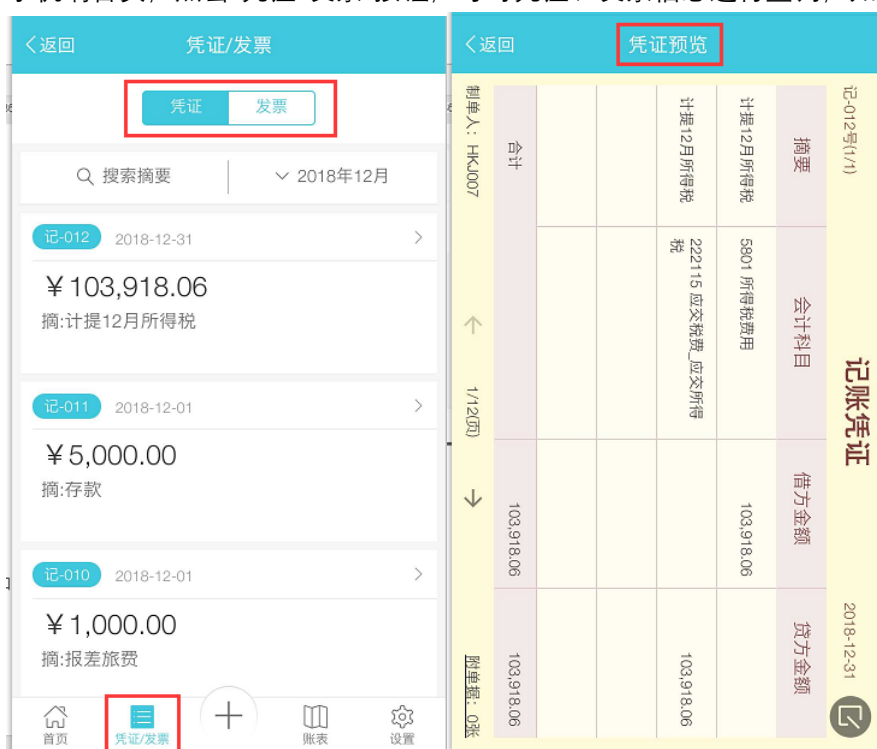 返回
凭证/发票
凭证
发票
搜索摘要
2018年12月
记-012 2018-12-31
￥103,918.06
摘:计提12月所得税
记-011 2018-12-01
￥5,000.00
摘:存款
记-010 2018-12-01
￥1,000.00
摘:报差旅费
首页
凭证/发票
账表
设置
返回
凭证预览
记账凭证
记-012号(1/1)
2018-12-31
摘要 会计科目 借方金额 贷方金额
计提12月所得税 5801 所得税费用 103,918.06
计提12月所得税 222115 应交税费_应交所得
税 103,918.06
合计 103,918.06 103,918.06
制单人: HKJ007
1/12(页)
附单据: 0张